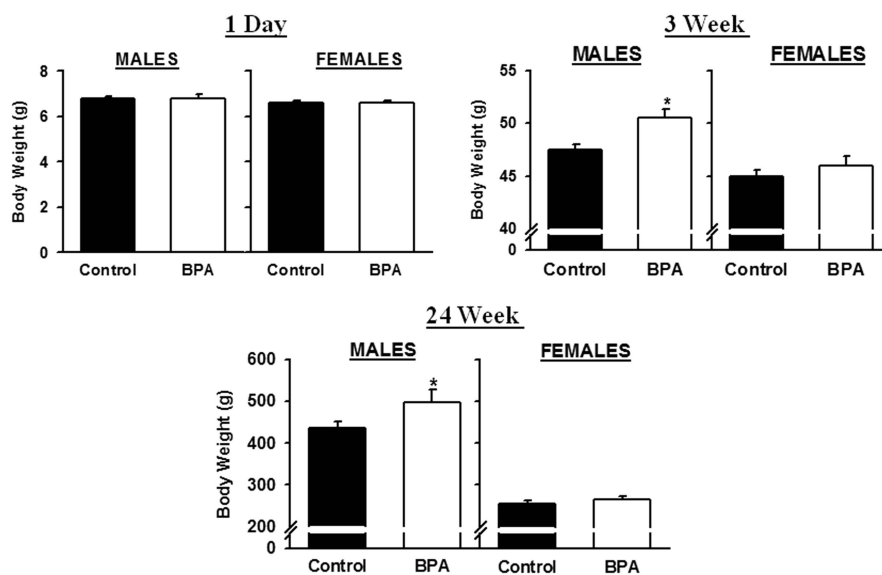 1 Day
MALES FEMALES
Body Weight (g)
8
6
4
2
0
Control BPA Control BPA
3 Week
MALES FEMALES
Body Weight (g)
55
50
45
40
0
*
Control BPA Control BPA
24 Week
MALES FEMALES
Body Weight (g)
600
500
400
300
200
0
*
Control BPA Control BPA